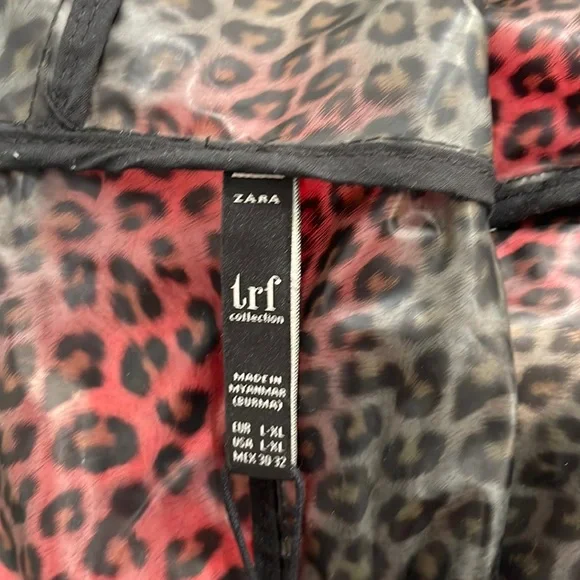 ZARA
trf
collection
MADE IN
MYANMAR
(BURMA)
EUR L-XL
USA L-XL
MEX 30-32